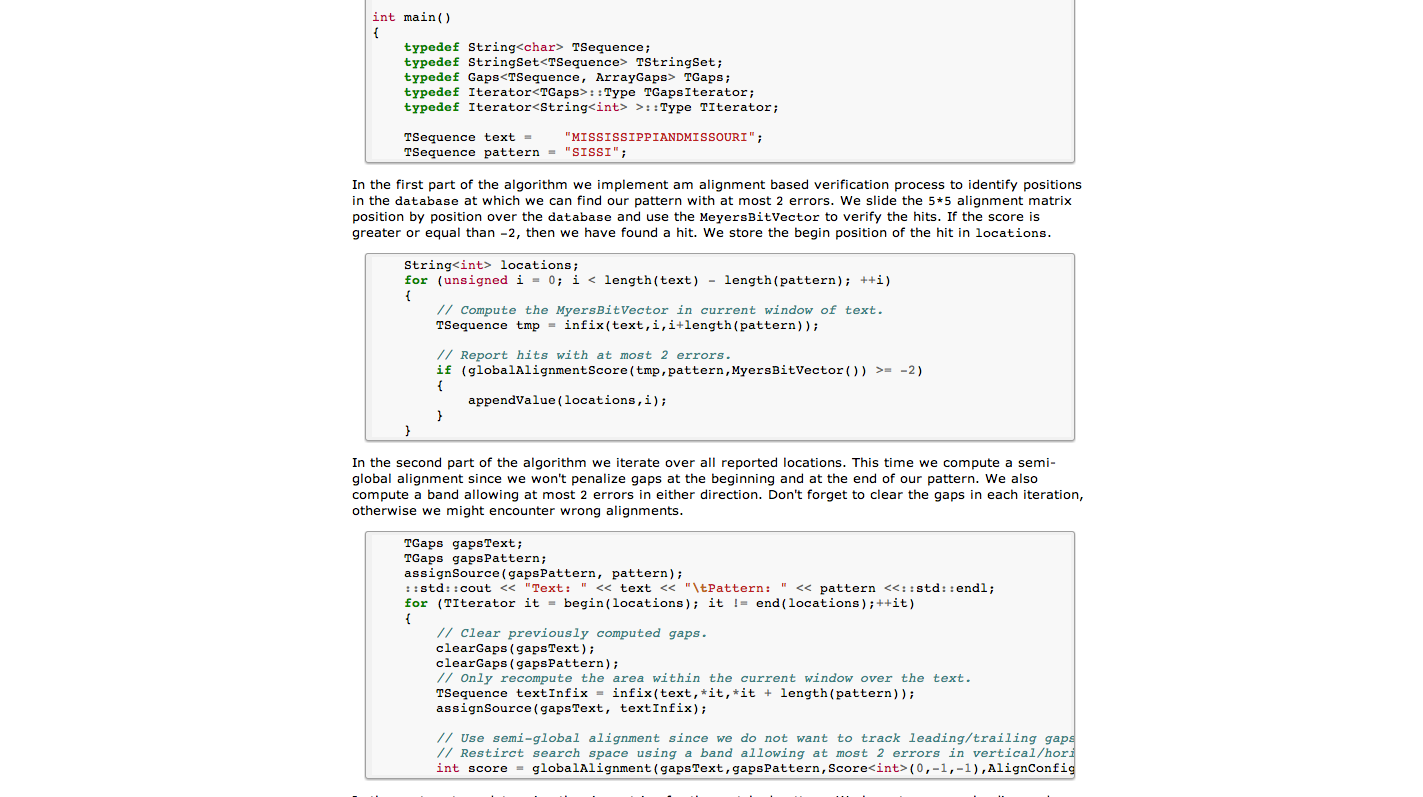 int main()
{
    typedef String<char> TSequence;
    typedef StringSet<TSequence> TStringSet;
    typedef Gaps<TSequence, ArrayGaps> TGaps;
    typedef Iterator<TGaps>::Type TGapsIterator;
    typedef Iterator<String<int> >::Type TIterator;

    TSequence text =    "MISSISSIPPIANDMISSOURI";
    TSequence pattern = "SISSI";
In the first part of the algorithm we implement am alignment based verification process to identify positions
in the database at which we can find our pattern with at most 2 errors. We slide the 5*5 alignment matrix
position by position over the database and use the MeyersBitVector to verify the hits. If the score is
greater or equal than -2, then we have found a hit. We store the begin position of the hit in locations.
    String<int> locations;
    for (unsigned i = 0; i < length(text) - length(pattern); ++i)
    {
        // Compute the MyersBitVector in current window of text.
        TSequence tmp = infix(text,i,i+length(pattern));

        // Report hits with at most 2 errors.
        if (globalAlignmentScore(tmp,pattern,MyersBitVector()) >= -2)
        {
            appendValue(locations,i);
        }
    }
In the second part of the algorithm we iterate over all reported locations. This time we compute a semi-
global alignment since we won't penalize gaps at the beginning and at the end of our pattern. We also
compute a band allowing at most 2 errors in either direction. Don't forget to clear the gaps in each iteration,
otherwise we might encounter wrong alignments.
    TGaps gapsText;
    TGaps gapsPattern;
    assignSource(gapsPattern, pattern);
    ::std::cout << "Text: " << text << "\tPattern: " << pattern <<::std::endl;
    for (TIterator it = begin(locations); it != end(locations);++it)
    {
        // Clear previously computed gaps.
        clearGaps(gapsText);
        clearGaps(gapsPattern);
        // Only recompute the area within the current window over the text.
        TSequence textInfix = infix(text,*it,*it + length(pattern));
        assignSource(gapsText, textInfix);

        // Use semi-global alignment since we do not want to track leading/trailing gaps
        // Restirct search space using a band allowing at most 2 errors in vertical/hori
        int score = globalAlignment(gapsText,gapsPattern,Score<int>(0,-1,-1),AlignConfig